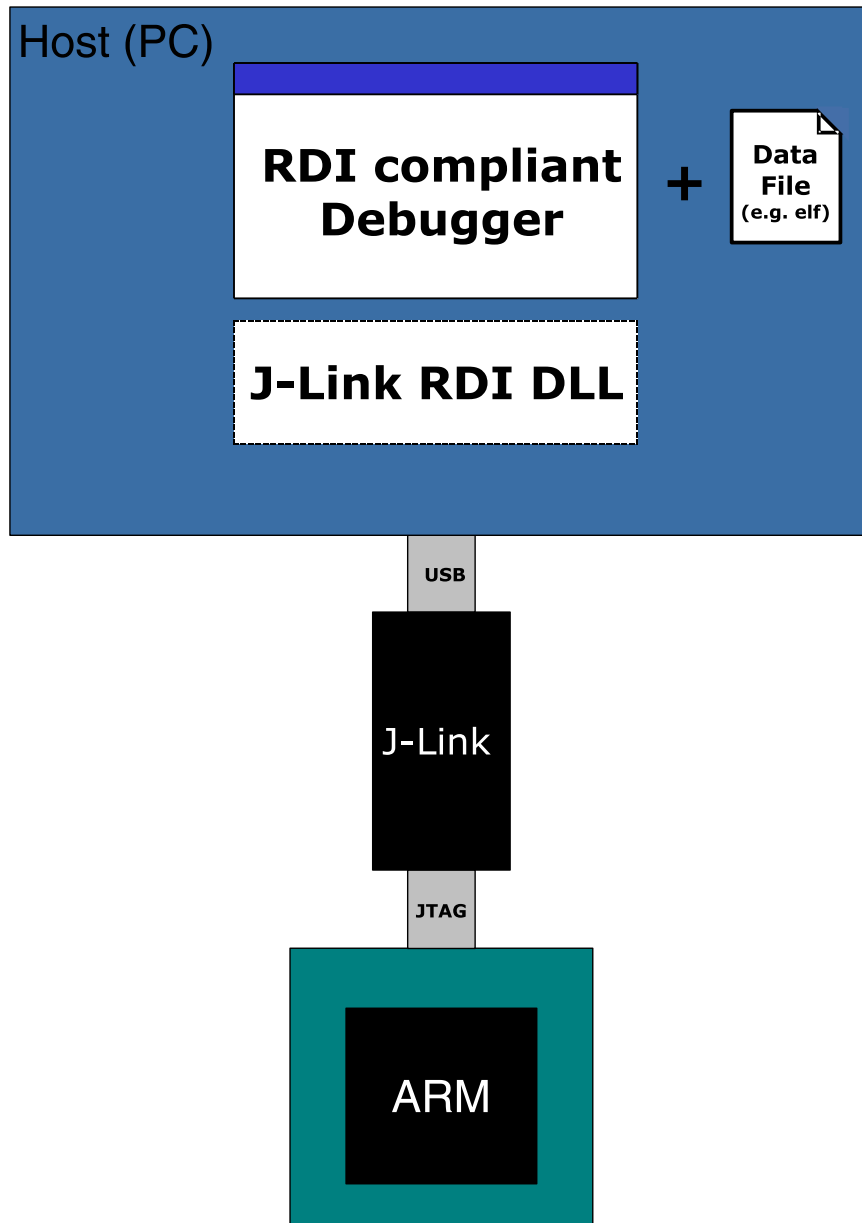 Host (PC)
RDI compliant
Debugger
+
Data
File
(e.g. elf)
J-Link RDI DLL
USB
J-Link
JTAG
ARM